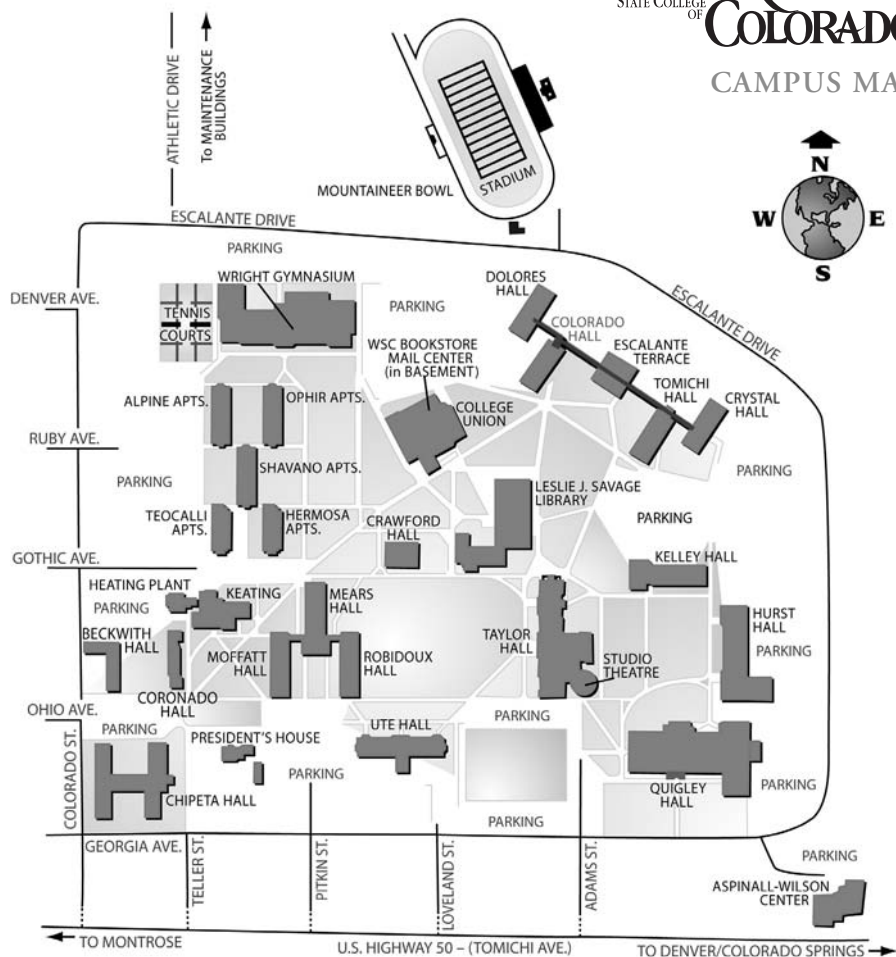 STATE COLLEGE
OF
COLORADO
CAMPUS MA
ATHLETIC DRIVE
To MAINTENANCE
BUILDINGS
N
W
E
S
MOUNTAINEER BOWL
STADIUM
ESCALANTE DRIVE
PARKING
WRIGHT GYMNASIUM
DENVER AVE.
TENNIS
COURTS
PARKING
DOLORES
HALL
COLORADO
HALL
ESCALANTE
TERRACE
ESCALANTE DRIVE
TOMICHI
HALL
CRYSTAL
HALL
WSC BOOKSTORE
MAIL CENTER
(in BASEMENT)
COLLEGE
UNION
ALPINE APTS.
OPHIR APTS.
RUBY AVE.
PARKING
SHAVANO APTS.
PARKING
TEOCALLI
APTS.
HERMOSA
APTS.
CRAWFORD
HALL
LESLIE J. SAVAGE
LIBRARY
PARKING
GOTHIC AVE.
KELLEY HALL
HEATING PLANT
KEATING
MEARS
HALL
PARKING
BECKWITH
HALL
MOFFATT
HALL
ROBIDOUX
HALL
TAYLOR
HALL
STUDIO
THEATRE
HURST
HALL
PARKING
CORONADO
HALL
OHIO AVE.
PARKING
PRESIDENT'S HOUSE
UTE HALL
PARKING
COLORADO ST.
CHIPETA HALL
PARKING
QUIGLEY
HALL
PARKING
PARKING
GEORGIA AVE.
TELLER ST.
PITKIN ST.
LOVELAND ST.
ADAMS ST.
PARKING
ASPINALL-WILSON
CENTER
TO MONTROSE
U.S. HIGHWAY 50 – (TOMICHI AVE.)
TO DENVER/COLORADO SPRINGS